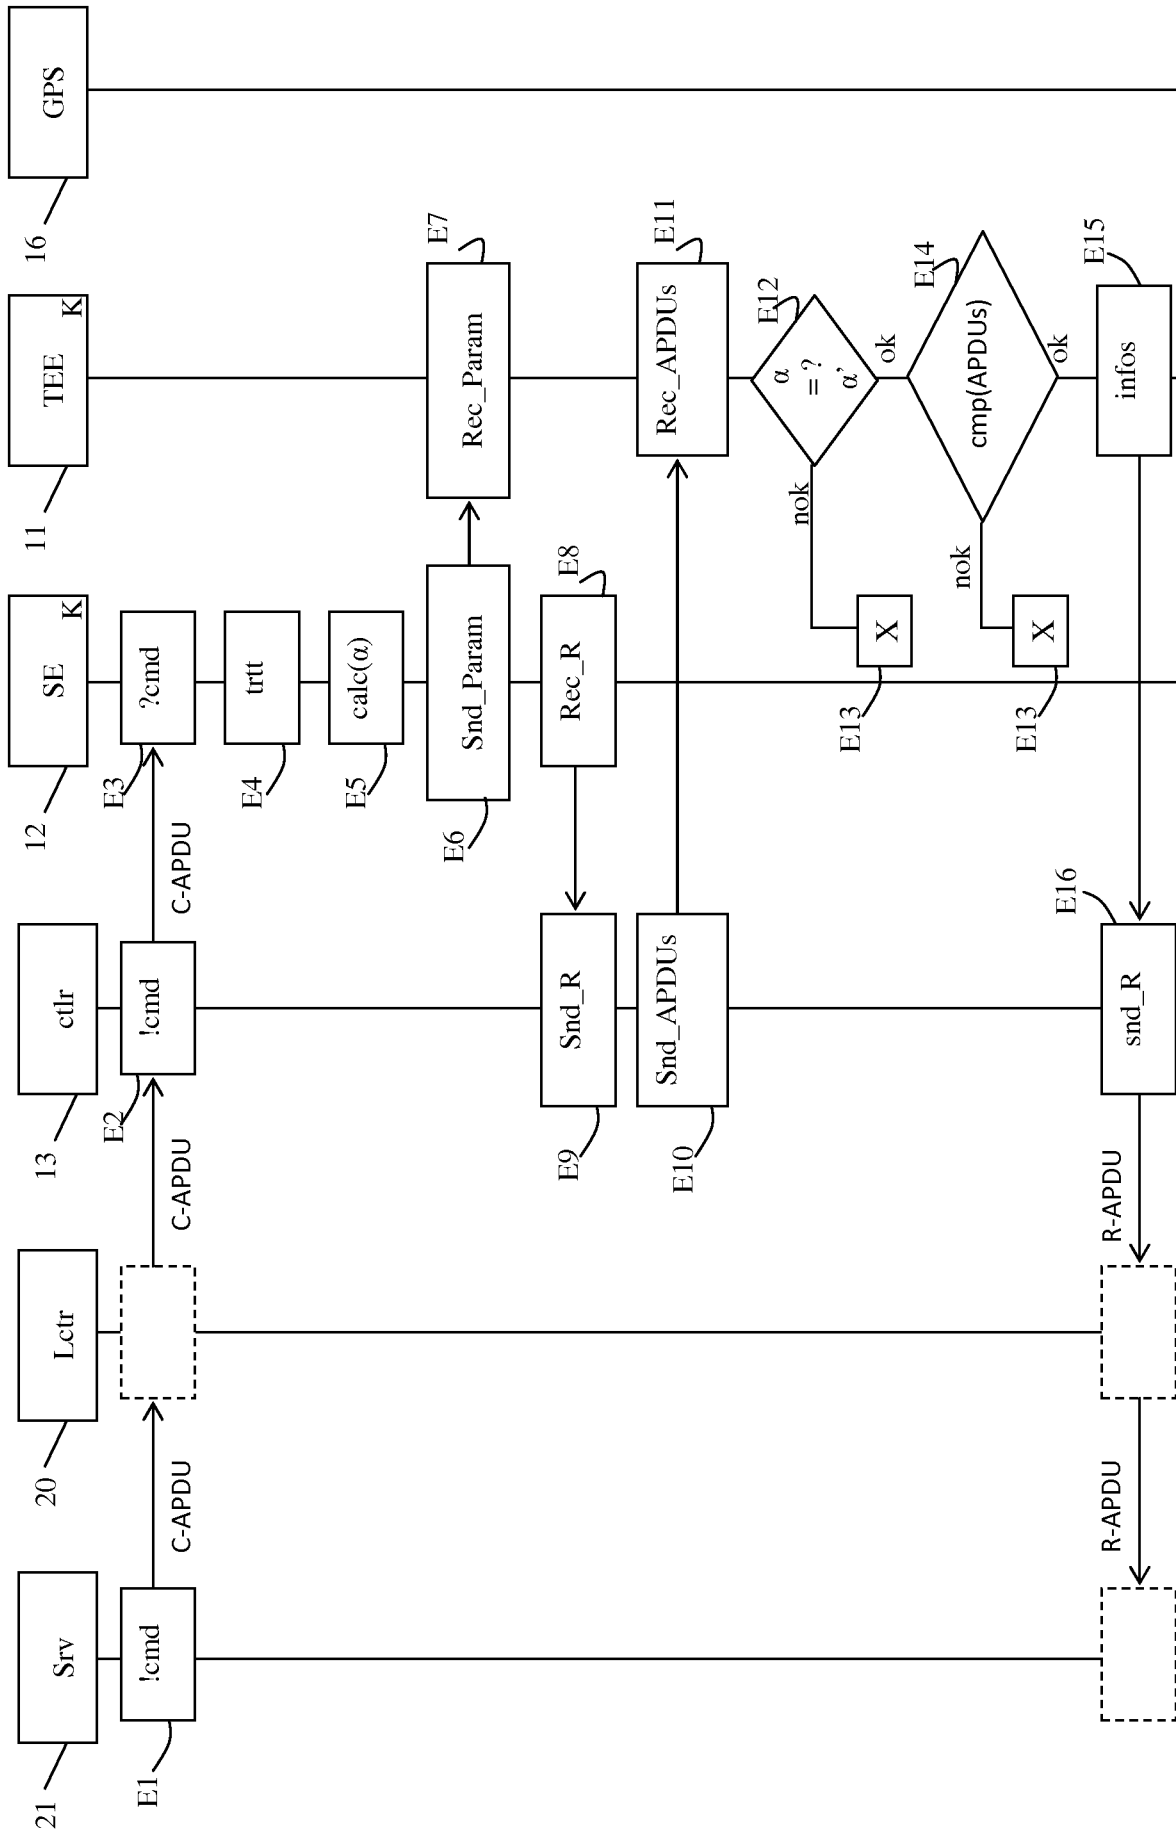 21
Srv
20
Lctr
13
ctlr
12
SE
K
11
TEE
K
16
GPS
E1
!cmd
C-APDU
C-APDU
E2
!cmd
C-APDU
E3
?cmd
E4
trtt
E5
calc(α)
E6
Snd_Param
Rec_Param
E7
E9
Snd_R
Rec_R
E8
E10
Snd_APDUs
Rec_APDUs
E11
α
= ?
α'
E12
nok
ok
E13
X
cmp(APDUs)
E14
nok
ok
E13
X
R-APDU
R-APDU
snd_R
E16
infos
E15